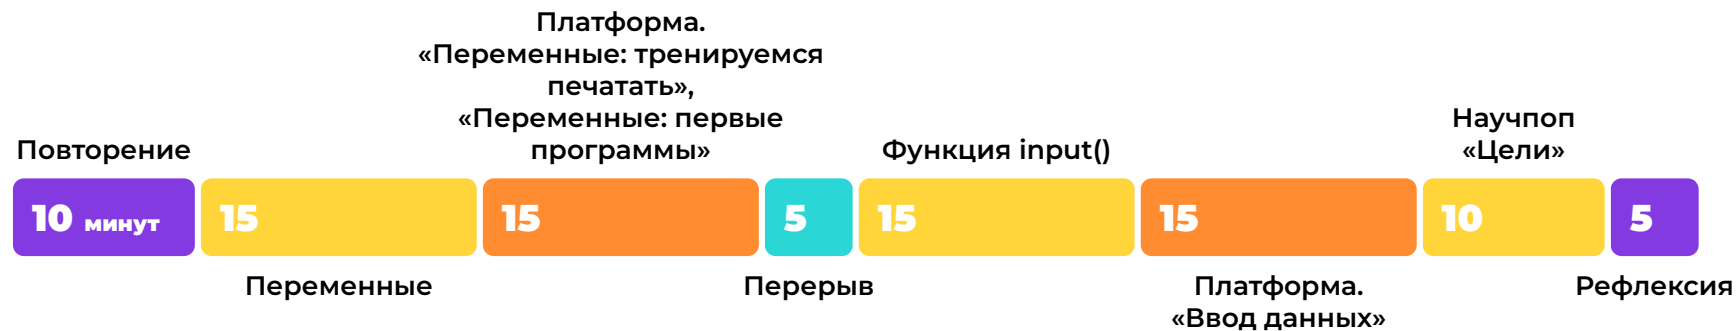 Платформа.
«Переменные: тренируемся
печатать»,
«Переменные: первые
программы»
Повторение
Функция input()
Научпоп
«Цели»
10 минут
15
15
5
15
15
10
5
Переменные
Перерыв
Платформа.
«Ввод данных»
Рефлексия